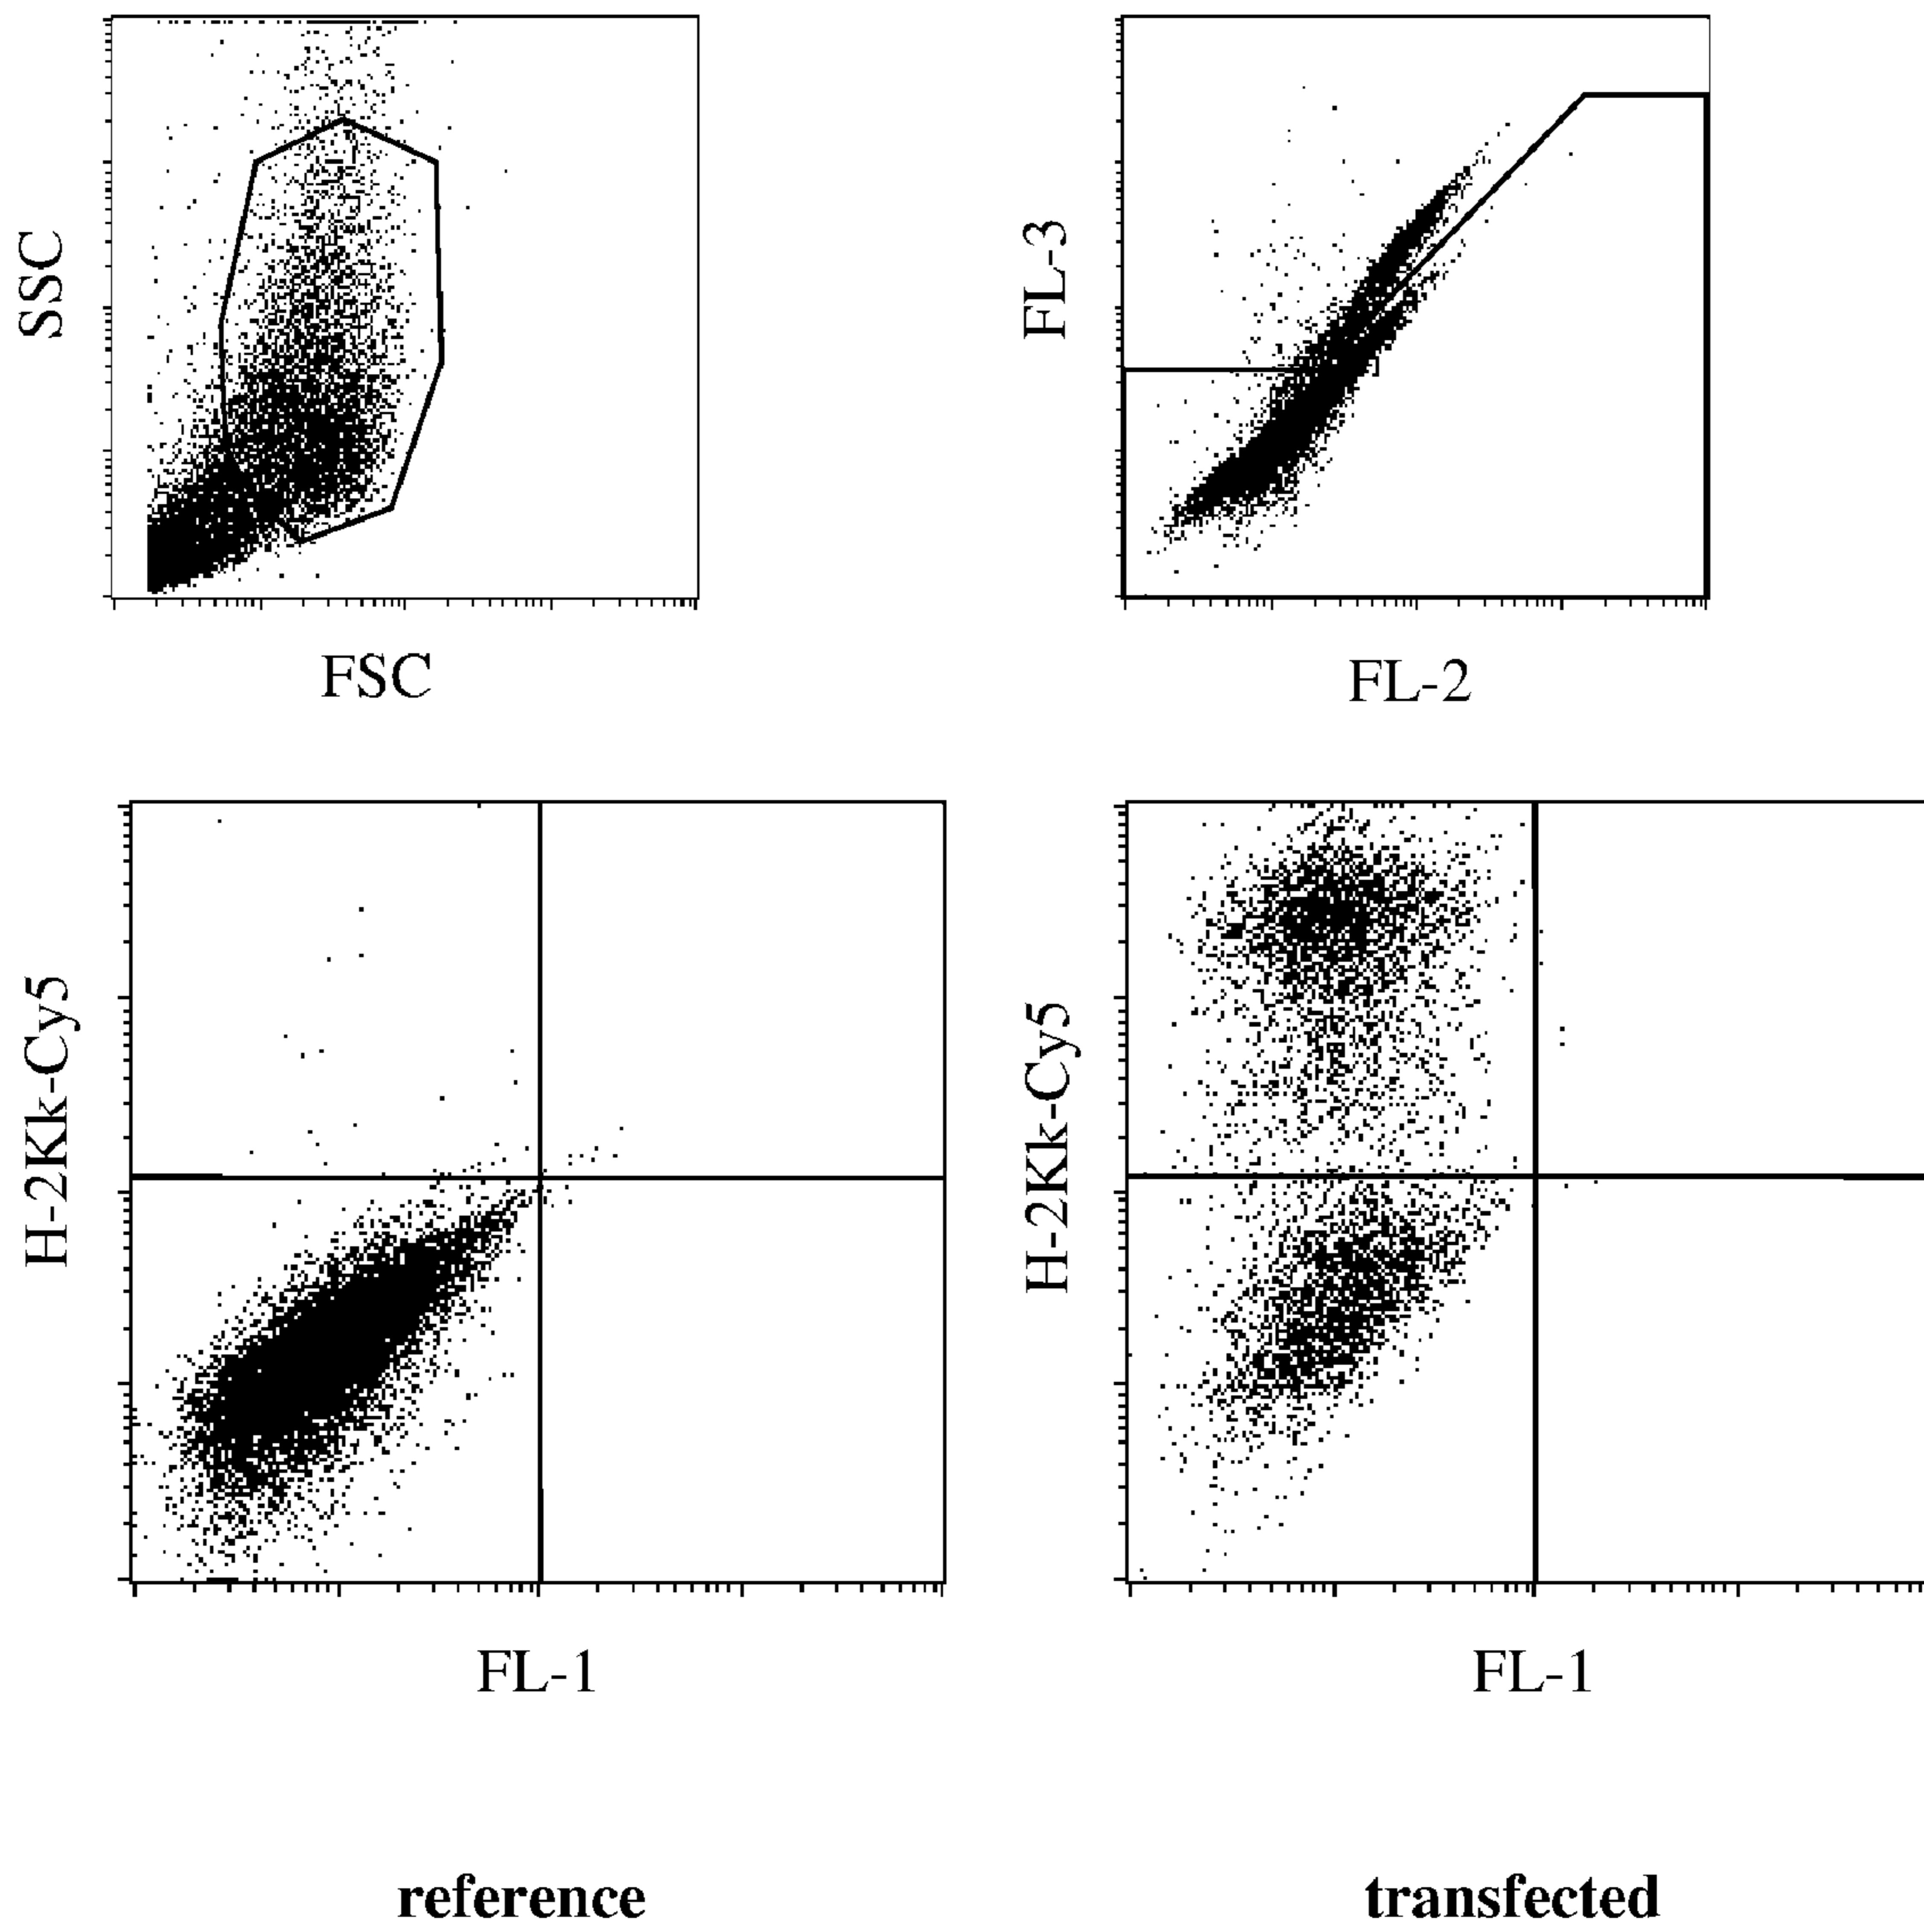 SSC
FSC
FL-3
FL-2
H-2Kk-Cy5
FL-1
H-2Kk-Cy5
FL-1
reference
transfected